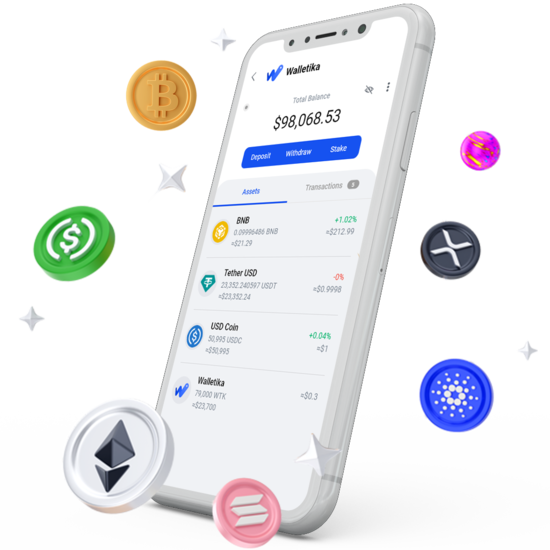 Walletika
Total Balance
$98,068.53
Deposit Withdraw Stake
Assets Transactions 5
BNB +1.02%
0.09996486 BNB ≈$212.99
≈$21.29
Tether USD -0%
23,352.240597 USDT ≈$0.9998
≈$23,352.24
USD Coin +0.04%
50,995 USDC ≈$1
≈$50,995
Walletika
79,000 WTK ≈$0.3
≈$23,700